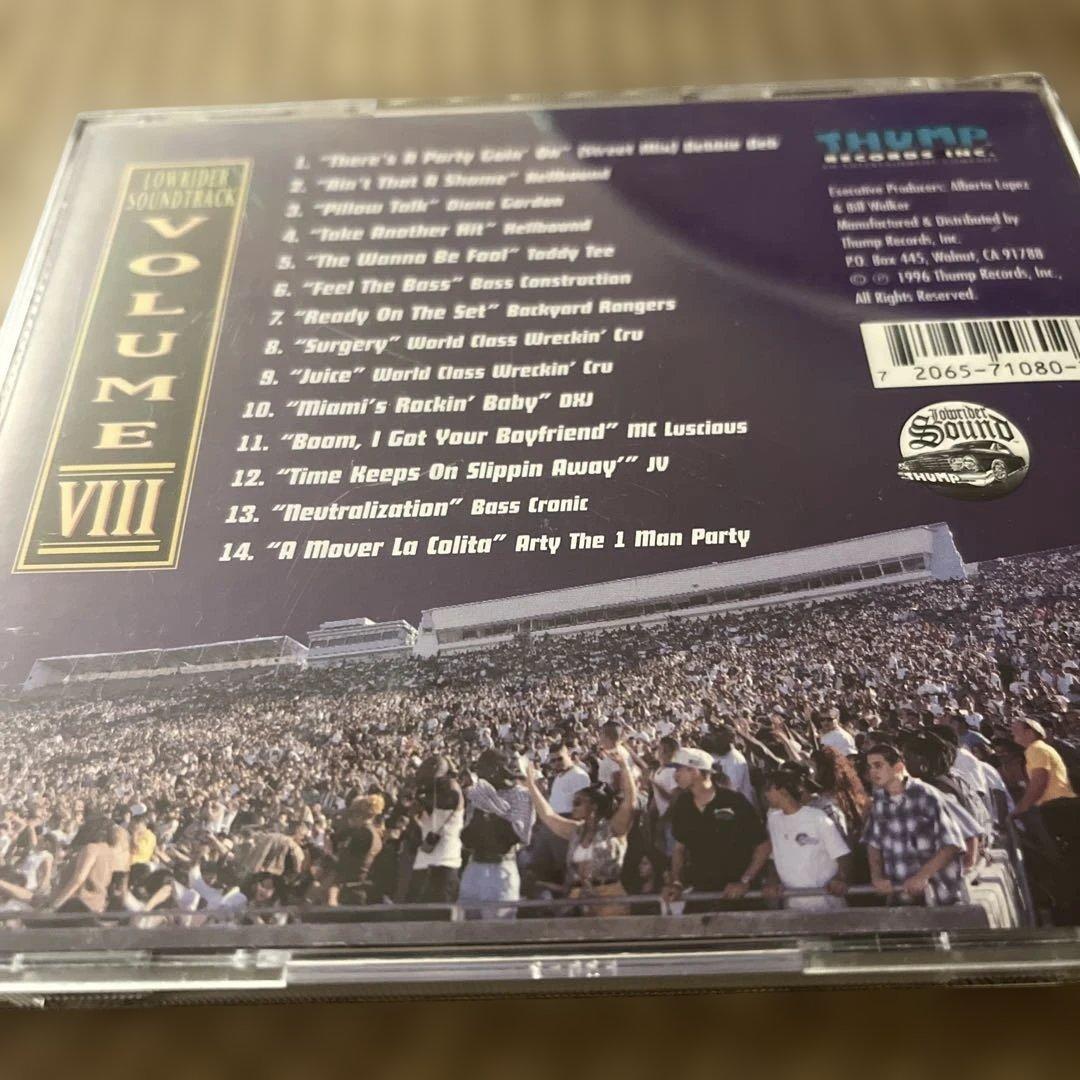 LOWRIDER
SOUNDTRACK
VOLUME
VIII
1. "There's A Party Goin' On" (Street Mix) Debbie Deb
2. "Ain't That A Shame" Hellbound
3. "Pillow Talk" Diane Gordon
4. "Take Another Hit" Hellbound
5. "The Wanna Be Fool" Toddy Tee
6. "Feel The Bass" Bass Construction
7. "Ready On The Set" Backyard Rangers
8. "Surgery" World Class Wreckin' Cru
9. "Juice" World Class Wreckin' Cru
10. "Miami's Rockin' Baby" DXJ
11. "Boom, I Got Your Boyfriend" MC Luscious
12. "Time Keeps On Slippin Away'" JV
13. "Neutralization" Bass Cronic
14. "A Mover La Colita" Arty The 1 Man Party
THUMP
RECORDS INC.
Executive Producers: Alberto Lopez
& Bill Walker
Manufactured & Distributed by
Thump Records, Inc.
P.O. Box 445, Walnut, CA 91788
© ℗ 1996 Thump Records, Inc.,
All Rights Reserved.
7 2065-71080-
Lowrider
Sound
THUMP